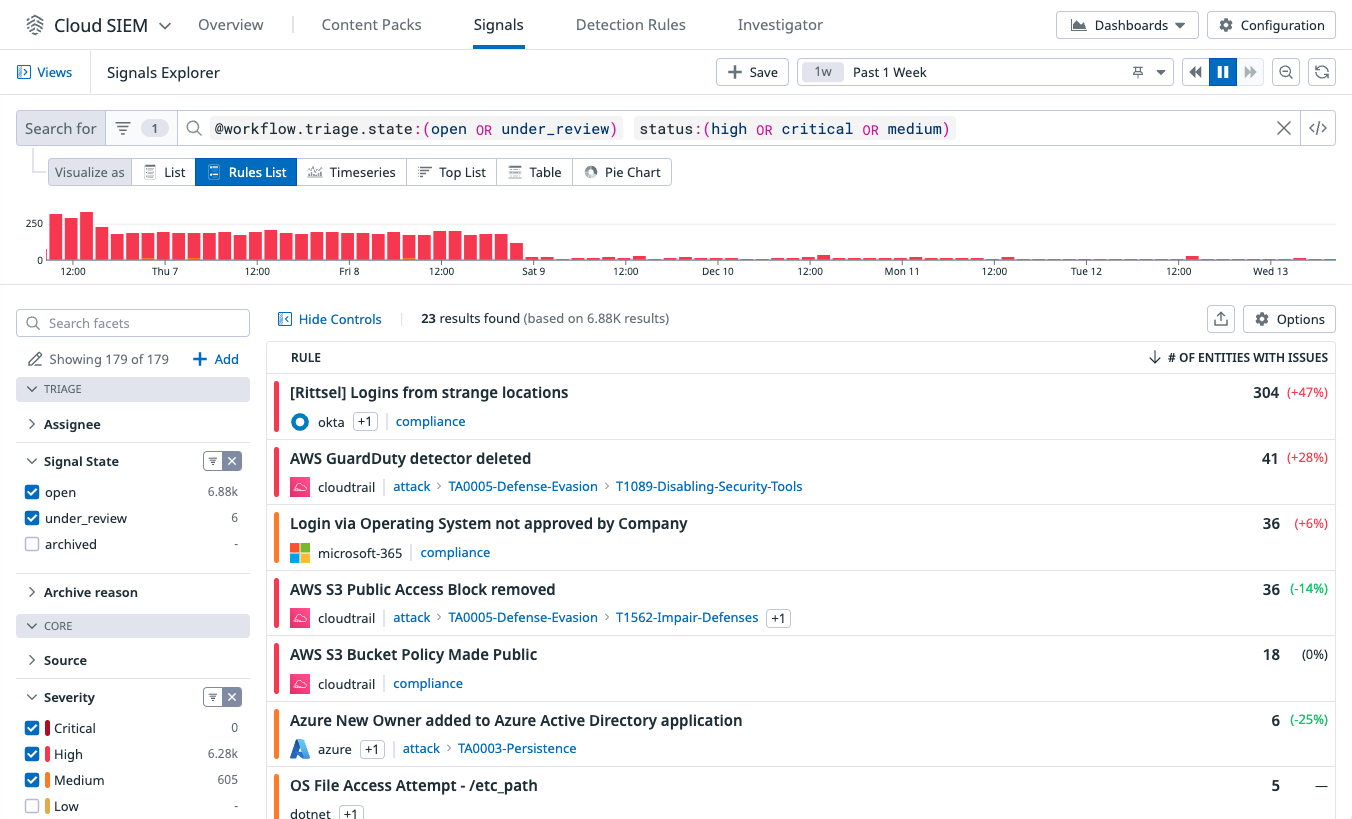 Cloud SIEM Overview Content Packs Signals Detection Rules Investigator Dashboards Configuration
Views Signals Explorer Save 1w Past 1 Week
Search for 1 @workflow.triage.state:(open OR under_review) status:(high OR critical OR medium) </>
Visualize as List Rules List Timeseries Top List Table Pie Chart
250
0
12:00 Thu 7 12:00 Fri 8 12:00 Sat 9 12:00 Dec 10 12:00 Mon 11 12:00 Tue 12 12:00 Wed 13
Search facets
Showing 179 of 179 Add
TRIAGE
Assignee
Signal State
open 6.88k
under_review 6
archived -
Archive reason
CORE
Source
Severity
Critical 0
High 6.28k
Medium 605
Low -
Hide Controls 23 results found (based on 6.88K results) Options
RULE # OF ENTITIES WITH ISSUES
[Rittsel] Logins from strange locations 304 (+47%)
okta +1 compliance
AWS GuardDuty detector deleted 41 (+28%)
cloudtrail attack > TA0005-Defense-Evasion > T1089-Disabling-Security-Tools
Login via Operating System not approved by Company 36 (+6%)
microsoft-365 compliance
AWS S3 Public Access Block removed 36 (-14%)
cloudtrail attack > TA0005-Defense-Evasion > T1562-Impair-Defenses +1
AWS S3 Bucket Policy Made Public 18 (0%)
cloudtrail compliance
Azure New Owner added to Azure Active Directory application 6 (-25%)
azure +1 attack > TA0003-Persistence
OS File Access Attempt - /etc_path 5 —
dotnet +1